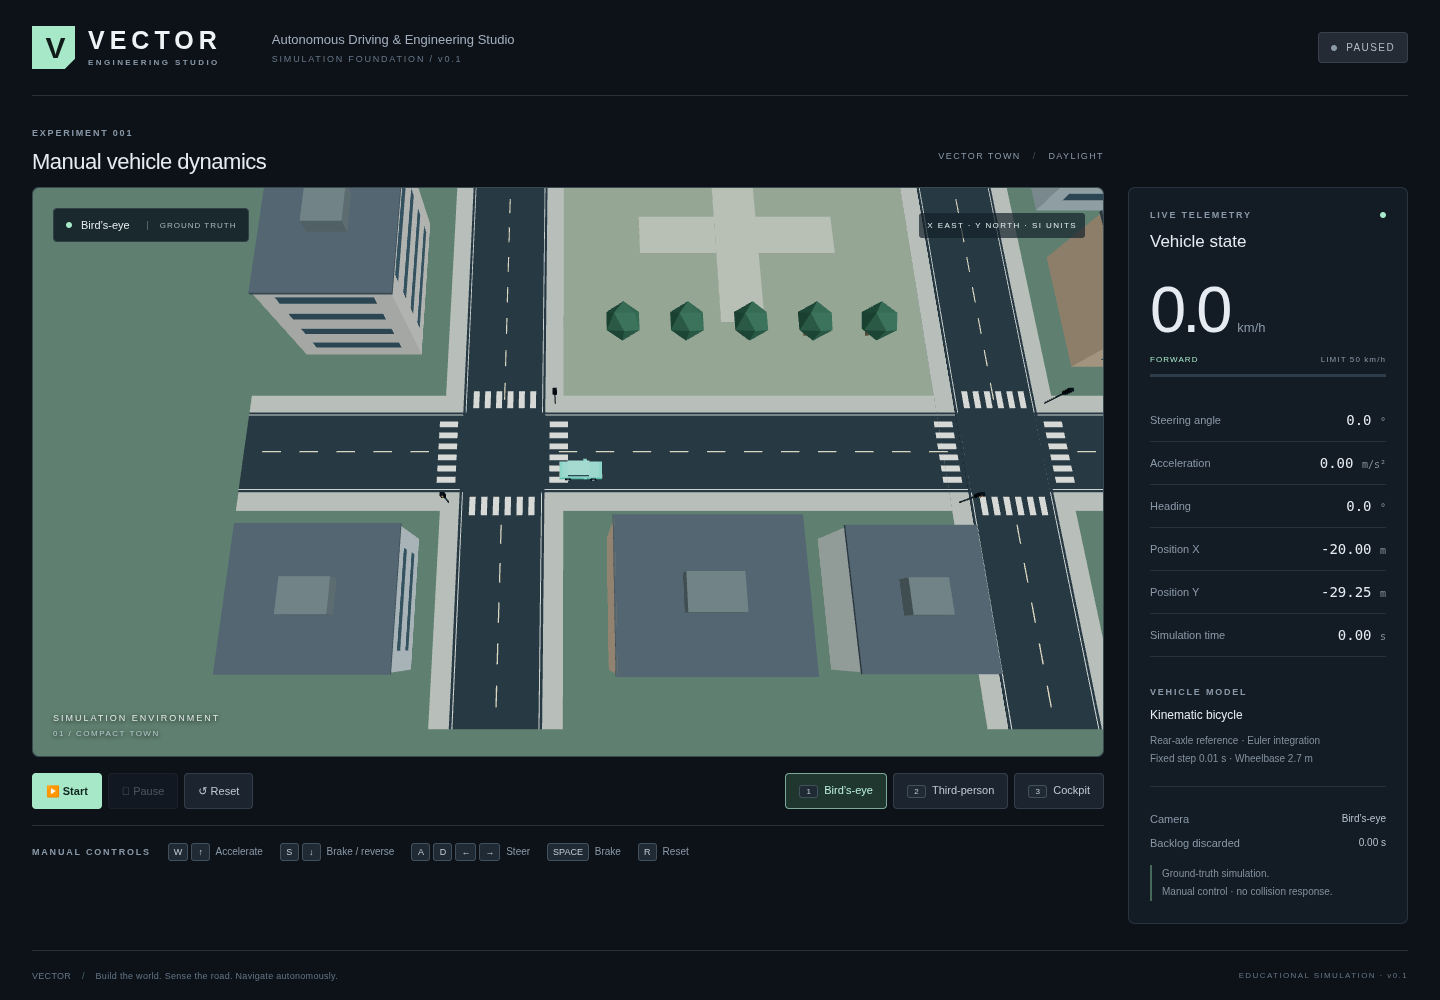 V VECTOR
ENGINEERING STUDIO
Autonomous Driving & Engineering Studio
SIMULATION FOUNDATION / v0.1
PAUSED
EXPERIMENT 001
Manual vehicle dynamics
VECTOR TOWN / DAYLIGHT
Bird's-eye | GROUND TRUTH
X EAST · Y NORTH · SI UNITS
SIMULATION ENVIRONMENT
01 / COMPACT TOWN
Start
Pause
↺ Reset
1 Bird's-eye
2 Third-person
3 Cockpit
MANUAL CONTROLS W ↑ Accelerate S ↓ Brake / reverse A D ← → Steer SPACE Brake R Reset
LIVE TELEMETRY
Vehicle state
0.0 km/h
FORWARD LIMIT 50 km/h
Steering angle 0.0 °
Acceleration 0.00 m/s²
Heading 0.0 °
Position X -20.00 m
Position Y -29.25 m
Simulation time 0.00 s
VEHICLE MODEL
Kinematic bicycle
Rear-axle reference · Euler integration
Fixed step 0.01 s · Wheelbase 2.7 m
Camera Bird's-eye
Backlog discarded 0.00 s
Ground-truth simulation.
Manual control · no collision response.
VECTOR / Build the world. Sense the road. Navigate autonomously.
EDUCATIONAL SIMULATION · v0.1